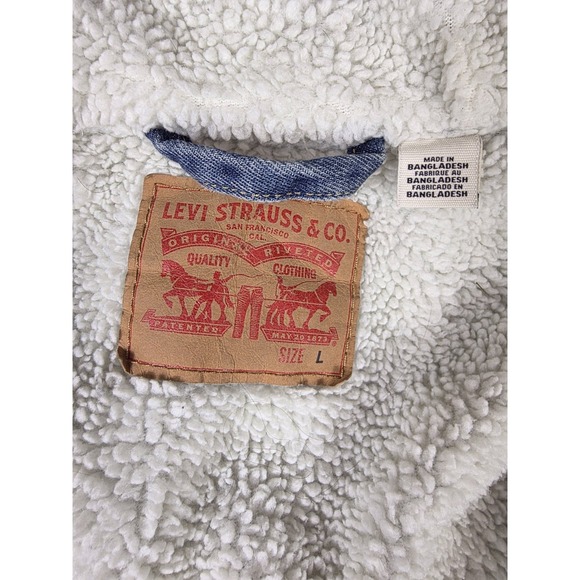 LEVI STRAUSS & CO.
SAN FRANCISCO
CAL.
ORIGINAL RIVETED
QUALITY CLOTHING
PATENTED MAY 20 1873
SIZE L
MADE IN
BANGLADESH
FABRIQUE AU
BANGLADESH
FABRICADO EN
BANGLADESH